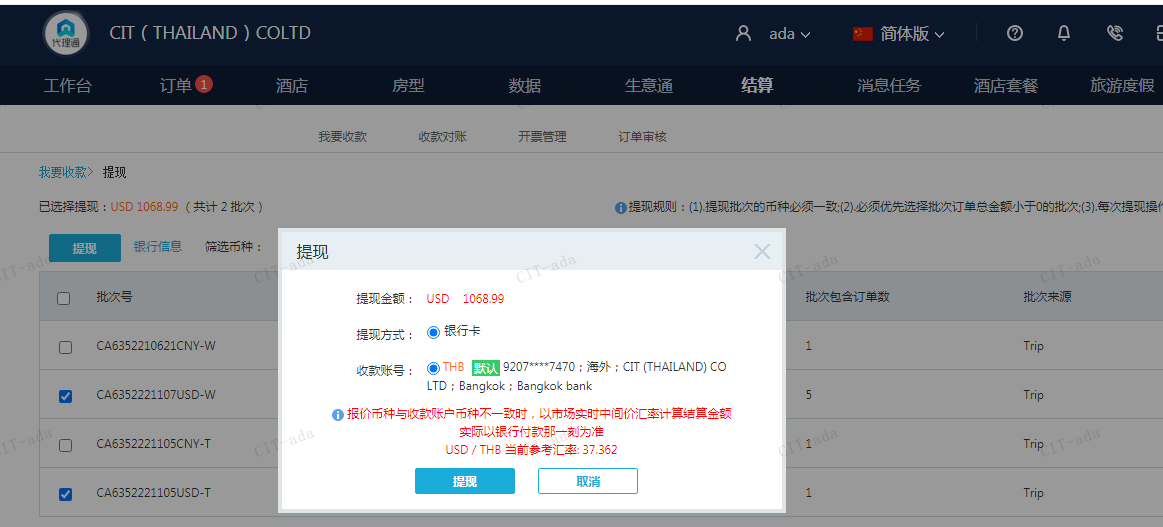 代理通
CIT ( THAILAND ) COLTD
ada
简体版
工作台
订单 1
酒店
房型
数据
生意通
结算
消息任务
酒店套餐
旅游度假
我要收款
收款对账
开票管理
订单审核
我要收款> 提现
已选择提现：USD 1068.99 （ 共计 2 批次 ）
提现规则：(1).提现批次的币种必须一致;(2).必须优先选择批次订单总金额小于0的批次;(3).每次提现操作
提现
银行信息
筛选币种：
批次号
批次包含订单数
批次来源
CA6352210621CNY-W
1
Trip
CA6352221107USD-W
5
Trip
CA6352221105CNY-T
1
Trip
CA6352221105USD-T
1
Trip
提现
提现金额： USD 1068.99
提现方式： 银行卡
收款账号： THB 默认 9207****7470；海外；CIT (THAILAND) CO
LTD；Bangkok；Bangkok bank
报价币种与收款账户币种不一致时，以市场实时中间价汇率计算结算金额
实际以银行付款那一刻为准
USD / THB 当前参考汇率: 37.362
提现
取消
CIT-ada
CIT-ada
CIT-ada
CIT-ada
CIT-ada
CIT-ada
CIT-ada
CIT-ada